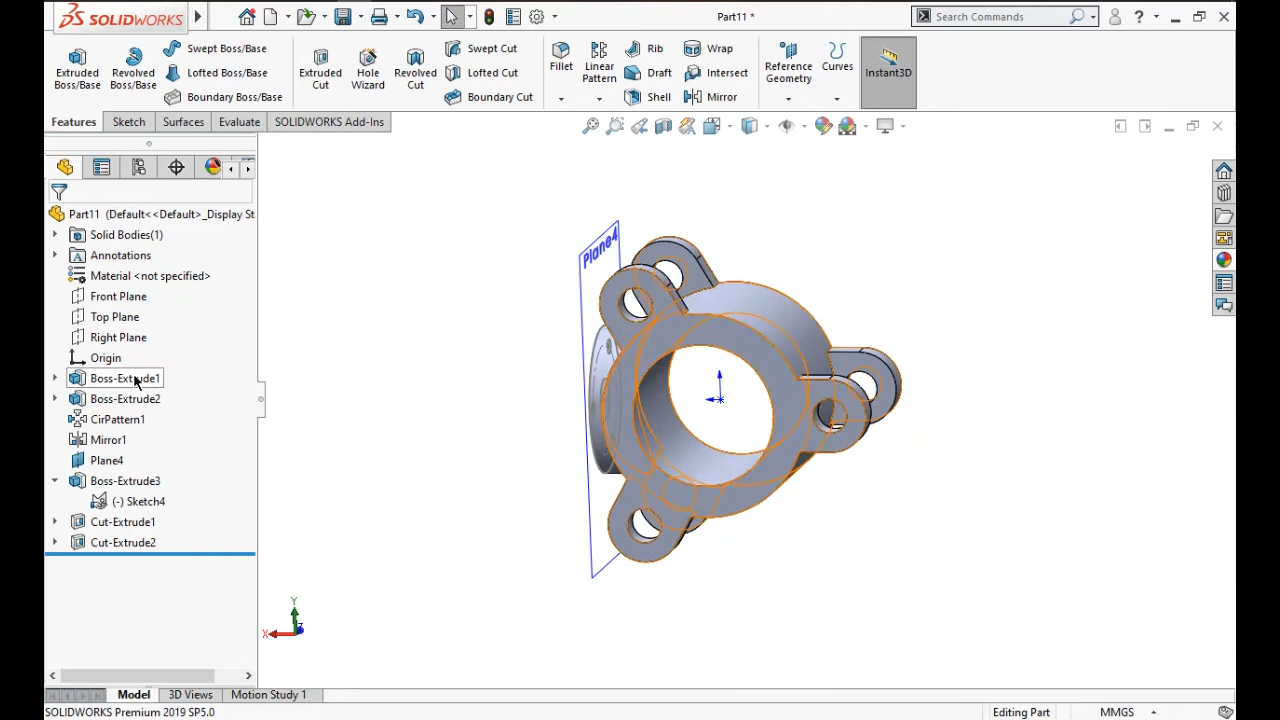 SOLIDWORKS
Part11 *
Search Commands
?
Extruded Boss/Base
Revolved Boss/Base
Swept Boss/Base
Lofted Boss/Base
Boundary Boss/Base
Extruded Cut
Hole Wizard
Revolved Cut
Swept Cut
Lofted Cut
Boundary Cut
Fillet
Linear Pattern
Rib
Draft
Shell
Wrap
Intersect
Mirror
Reference Geometry
Curves
Instant3D
Features
Sketch
Surfaces
Evaluate
SOLIDWORKS Add-Ins
Part11 (Default<<Default>_Display St
Solid Bodies(1)
Annotations
Material <not specified>
Front Plane
Top Plane
Right Plane
Origin
Boss-Extrude1
Boss-Extrude2
CirPattern1
Mirror1
Plane4
Boss-Extrude3
(-) Sketch4
Cut-Extrude1
Cut-Extrude2
Plane4
Y
X
Z
Model
3D Views
Motion Study 1
SOLIDWORKS Premium 2019 SP5.0
Editing Part
MMGS